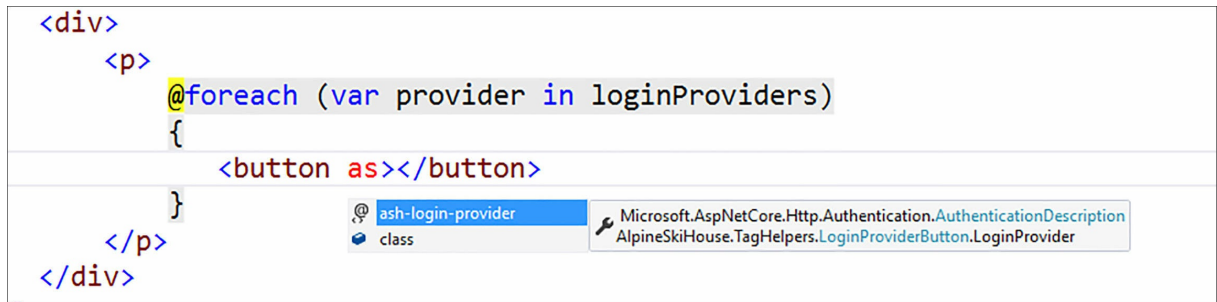 <div>
<p>
@foreach (var provider in loginProviders)
{
<button as></button>
}
ash-login-provider
class
Microsoft.AspNetCore.Http.Authentication.AuthenticationDescription
AlpineSkiHouse.TagHelpers.LoginProviderButton.LoginProvider
</p>
</div>